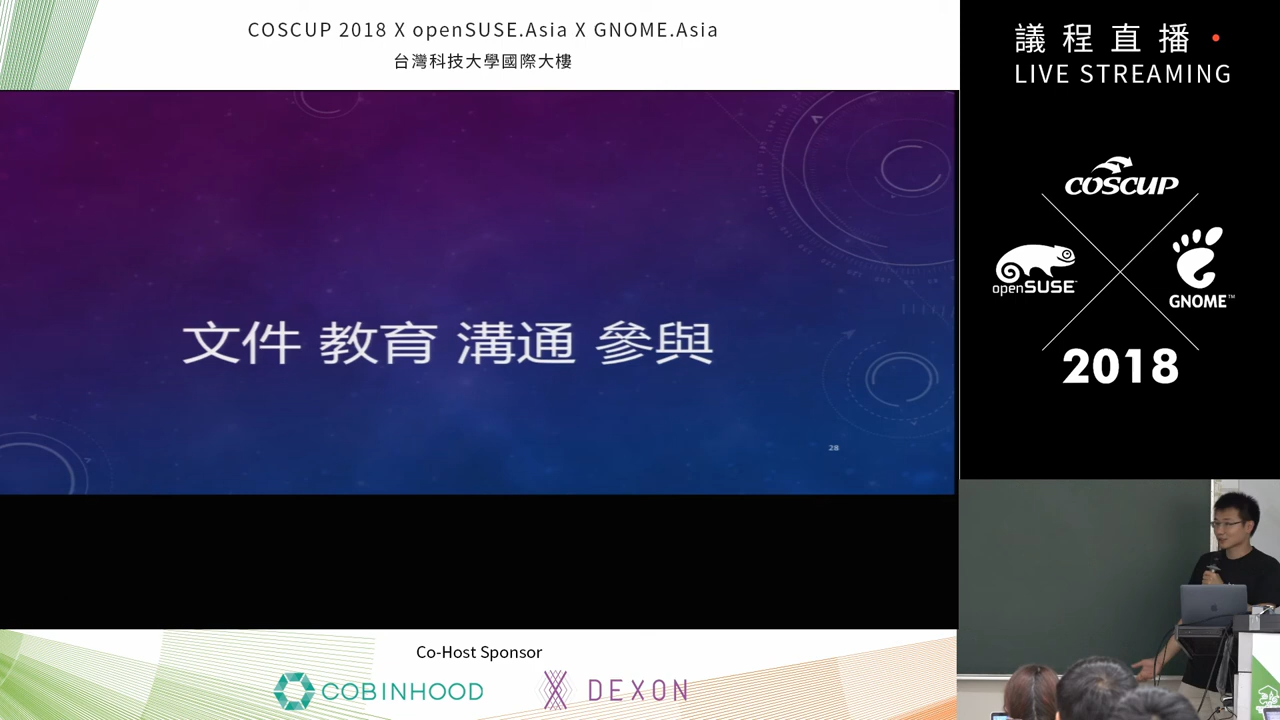 COSCUP 2018 X openSUSE.Asia X GNOME.Asia
台灣科技大學國際大樓
議程直播
LIVE STREAMING
COSCUP
openSUSE
GNOME™
2018
文件 教育 溝通 參與
28
Co-Host Sponsor
COBINHOOD
DEXON